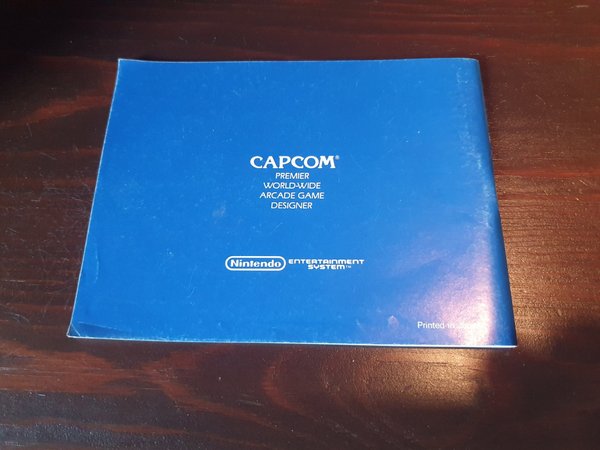 CAPCOM®
PREMIER
WORLD-WIDE
ARCADE GAME
DESIGNER
Nintendo ENTERTAINMENT
SYSTEM™
Printed in